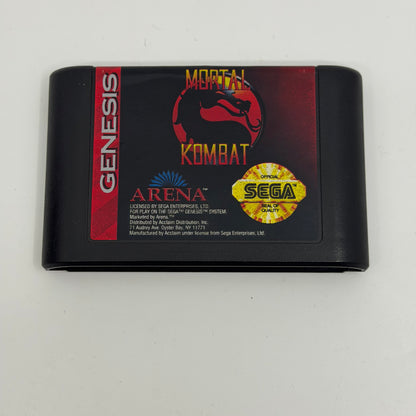 GENESIS
MORTAL
KOMBAT
ARENA™
LICENSED BY SEGA ENTERPRISES, LTD.
FOR PLAY ON THE SEGA™ GENESIS™ SYSTEM.
Marketed by Arena.™
Distributed by Acclaim Distribution, Inc.
71 Audrey Ave. Oyster Bay, NY 11771.
Manufactured by Acclaim under license from Sega Enterprises, Ltd.
OFFICIAL
SEGA
SEAL OF
QUALITY